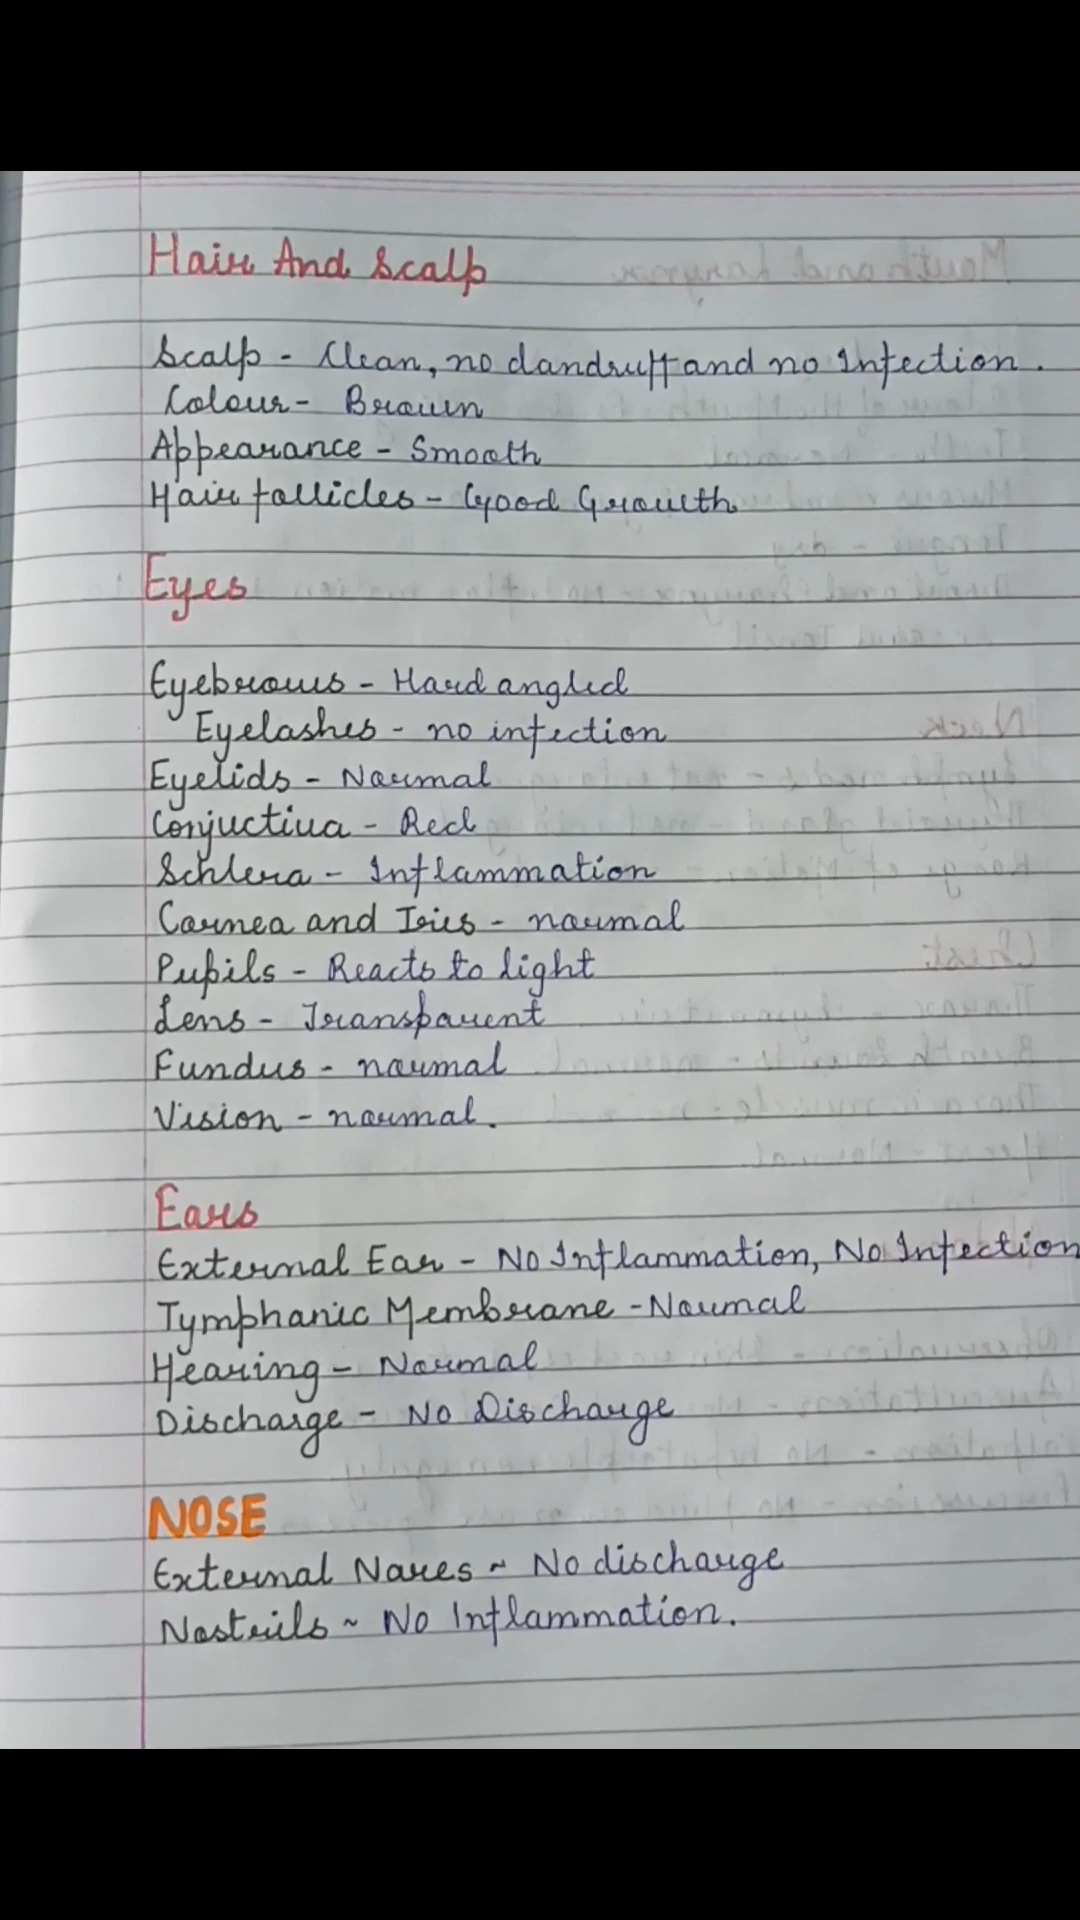 Hair And Scalp
Scalp - Clean, no dandruff and no Infection.
Colour - Brown
Appearance - Smooth
Hair follicles - Good Growth
Eyes
Eyebrows - Hard angled
Eyelashes - no infection
Eyelids - Normal
Conjuctiva - Red
Schlera - Inflammation
Cornea and Iris - normal
Pupils - Reacts to light
Lens - Transparent
Fundus - normal
Vision - normal.
Ears
External Ear - No Inflammation, No Infection
Tymphanic Membrane - Normal
Hearing - Normal
Discharge - No Discharge
NOSE
External Nares ~ No discharge
Nostrils ~ No Inflammation.